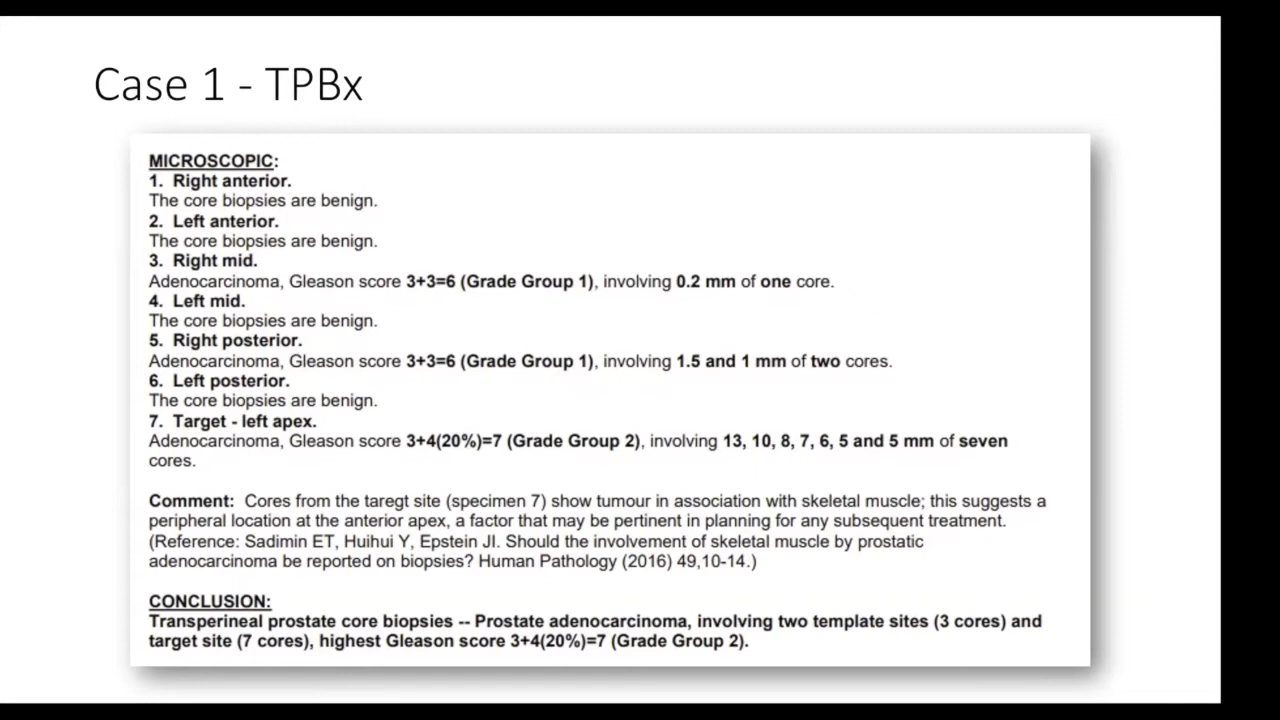 Case 1 - TPBx
MICROSCOPIC:
1. Right anterior.
The core biopsies are benign.
2. Left anterior.
The core biopsies are benign.
3. Right mid.
Adenocarcinoma, Gleason score 3+3=6 (Grade Group 1), involving 0.2 mm of one core.
4. Left mid.
The core biopsies are benign.
5. Right posterior.
Adenocarcinoma, Gleason score 3+3=6 (Grade Group 1), involving 1.5 and 1 mm of two cores.
6. Left posterior.
The core biopsies are benign.
7. Target - left apex.
Adenocarcinoma, Gleason score 3+4(20%)=7 (Grade Group 2), involving 13, 10, 8, 7, 6, 5 and 5 mm of seven
cores.
Comment: Cores from the taregt site (specimen 7) show tumour in association with skeletal muscle; this suggests a
peripheral location at the anterior apex, a factor that may be pertinent in planning for any subsequent treatment.
(Reference: Sadimin ET, Huihui Y, Epstein JI. Should the involvement of skeletal muscle by prostatic
adenocarcinoma be reported on biopsies? Human Pathology (2016) 49,10-14.)
CONCLUSION:
Transperineal prostate core biopsies -- Prostate adenocarcinoma, involving two template sites (3 cores) and
target site (7 cores), highest Gleason score 3+4(20%)=7 (Grade Group 2).